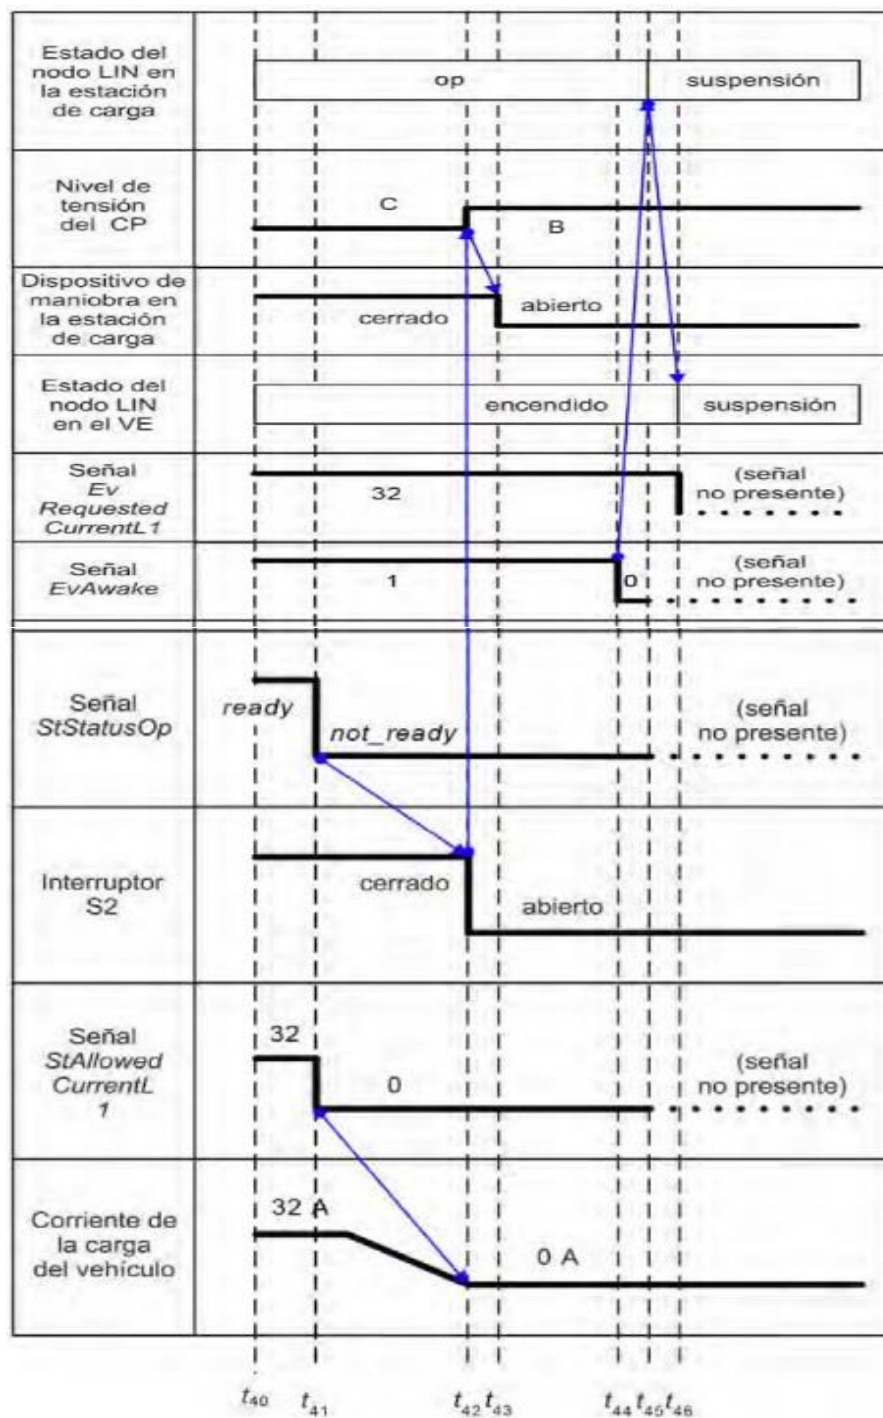 Estado del
nodo LIN en
la estación
de carga
op
suspensión
Nivel de
tensión
del CP
C
B
Dispositivo de
maniobra en
la estación
de carga
cerrado
abierto
Estado del
nodo LIN
en el VE
encendido
suspensión
Señal
Ev
Requested
CurrentL1
32
(señal
no presente)
Señal
EvAwake
1
0
(señal
no presente)
Señal
StStatusOp
ready
not_ready
(señal
no presente)
Interruptor
S2
cerrado
abierto
Señal
StAllowed
CurrentL
1
32
0
(señal
no presente)
Corriente de
la carga
del vehículo
32 A
0 A
t40 t41 t42 t43 t44 t45 t46